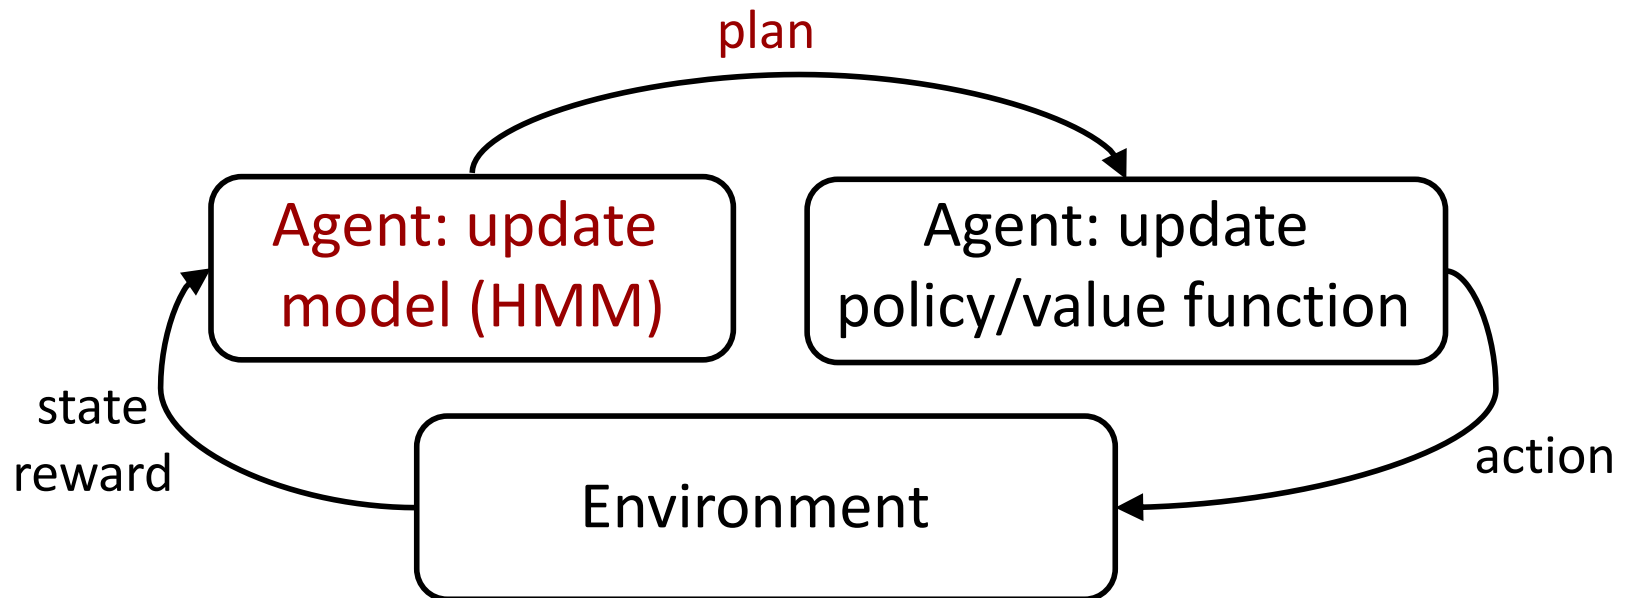 plan
Agent: update
model (HMM)
Agent: update
policy/value function
state
reward
action
Environment